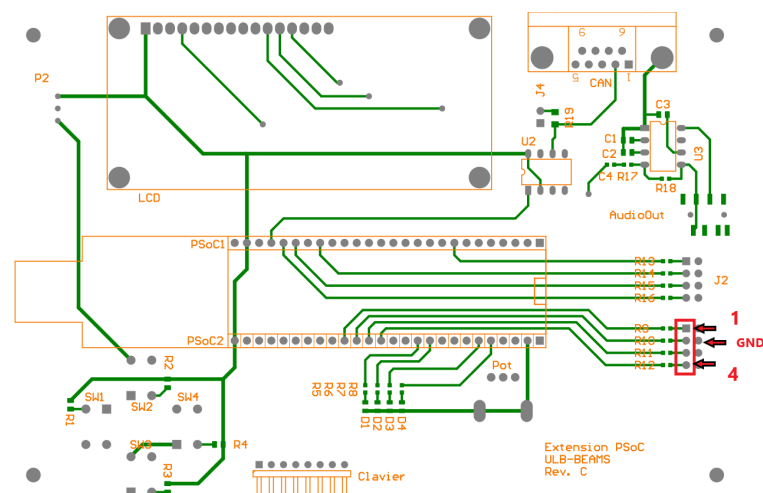 6 9
P2
5 1
CAN
J4
R19
C3
U2
C1
C2
U3
C4 R17
R18
LCD
AudioOut
PSoC1
R13
R14
J2
R15
R16
PSoC2
R9
1
R10
GND
R11
R12
4
R2
Pot
R5
R6
R7
R8
SW1
SW2
SW4
R1
D1
D2
D3
D4
SW3
R4
R3
Clavier
Extension PSoC
ULB-BEAMS
Rev. C